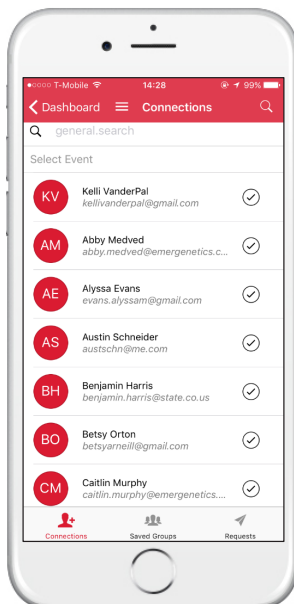 T-Mobile 14:28 99%
Dashboard Connections
general.search
Select Event
KV Kelli VanderPal
kellivanderpal@gmail.com
AM Abby Medved
abby.medved@emergenetics.c...
AE Alyssa Evans
evans.alyssam@gmail.com
AS Austin Schneider
austschn@me.com
BH Benjamin Harris
benjamin.harris@state.co.us
BO Betsy Orton
betsyarneill@gmail.com
CM Caitlin Murphy
caitlin.murphy@emergenetics....
Connections Saved Groups Requests